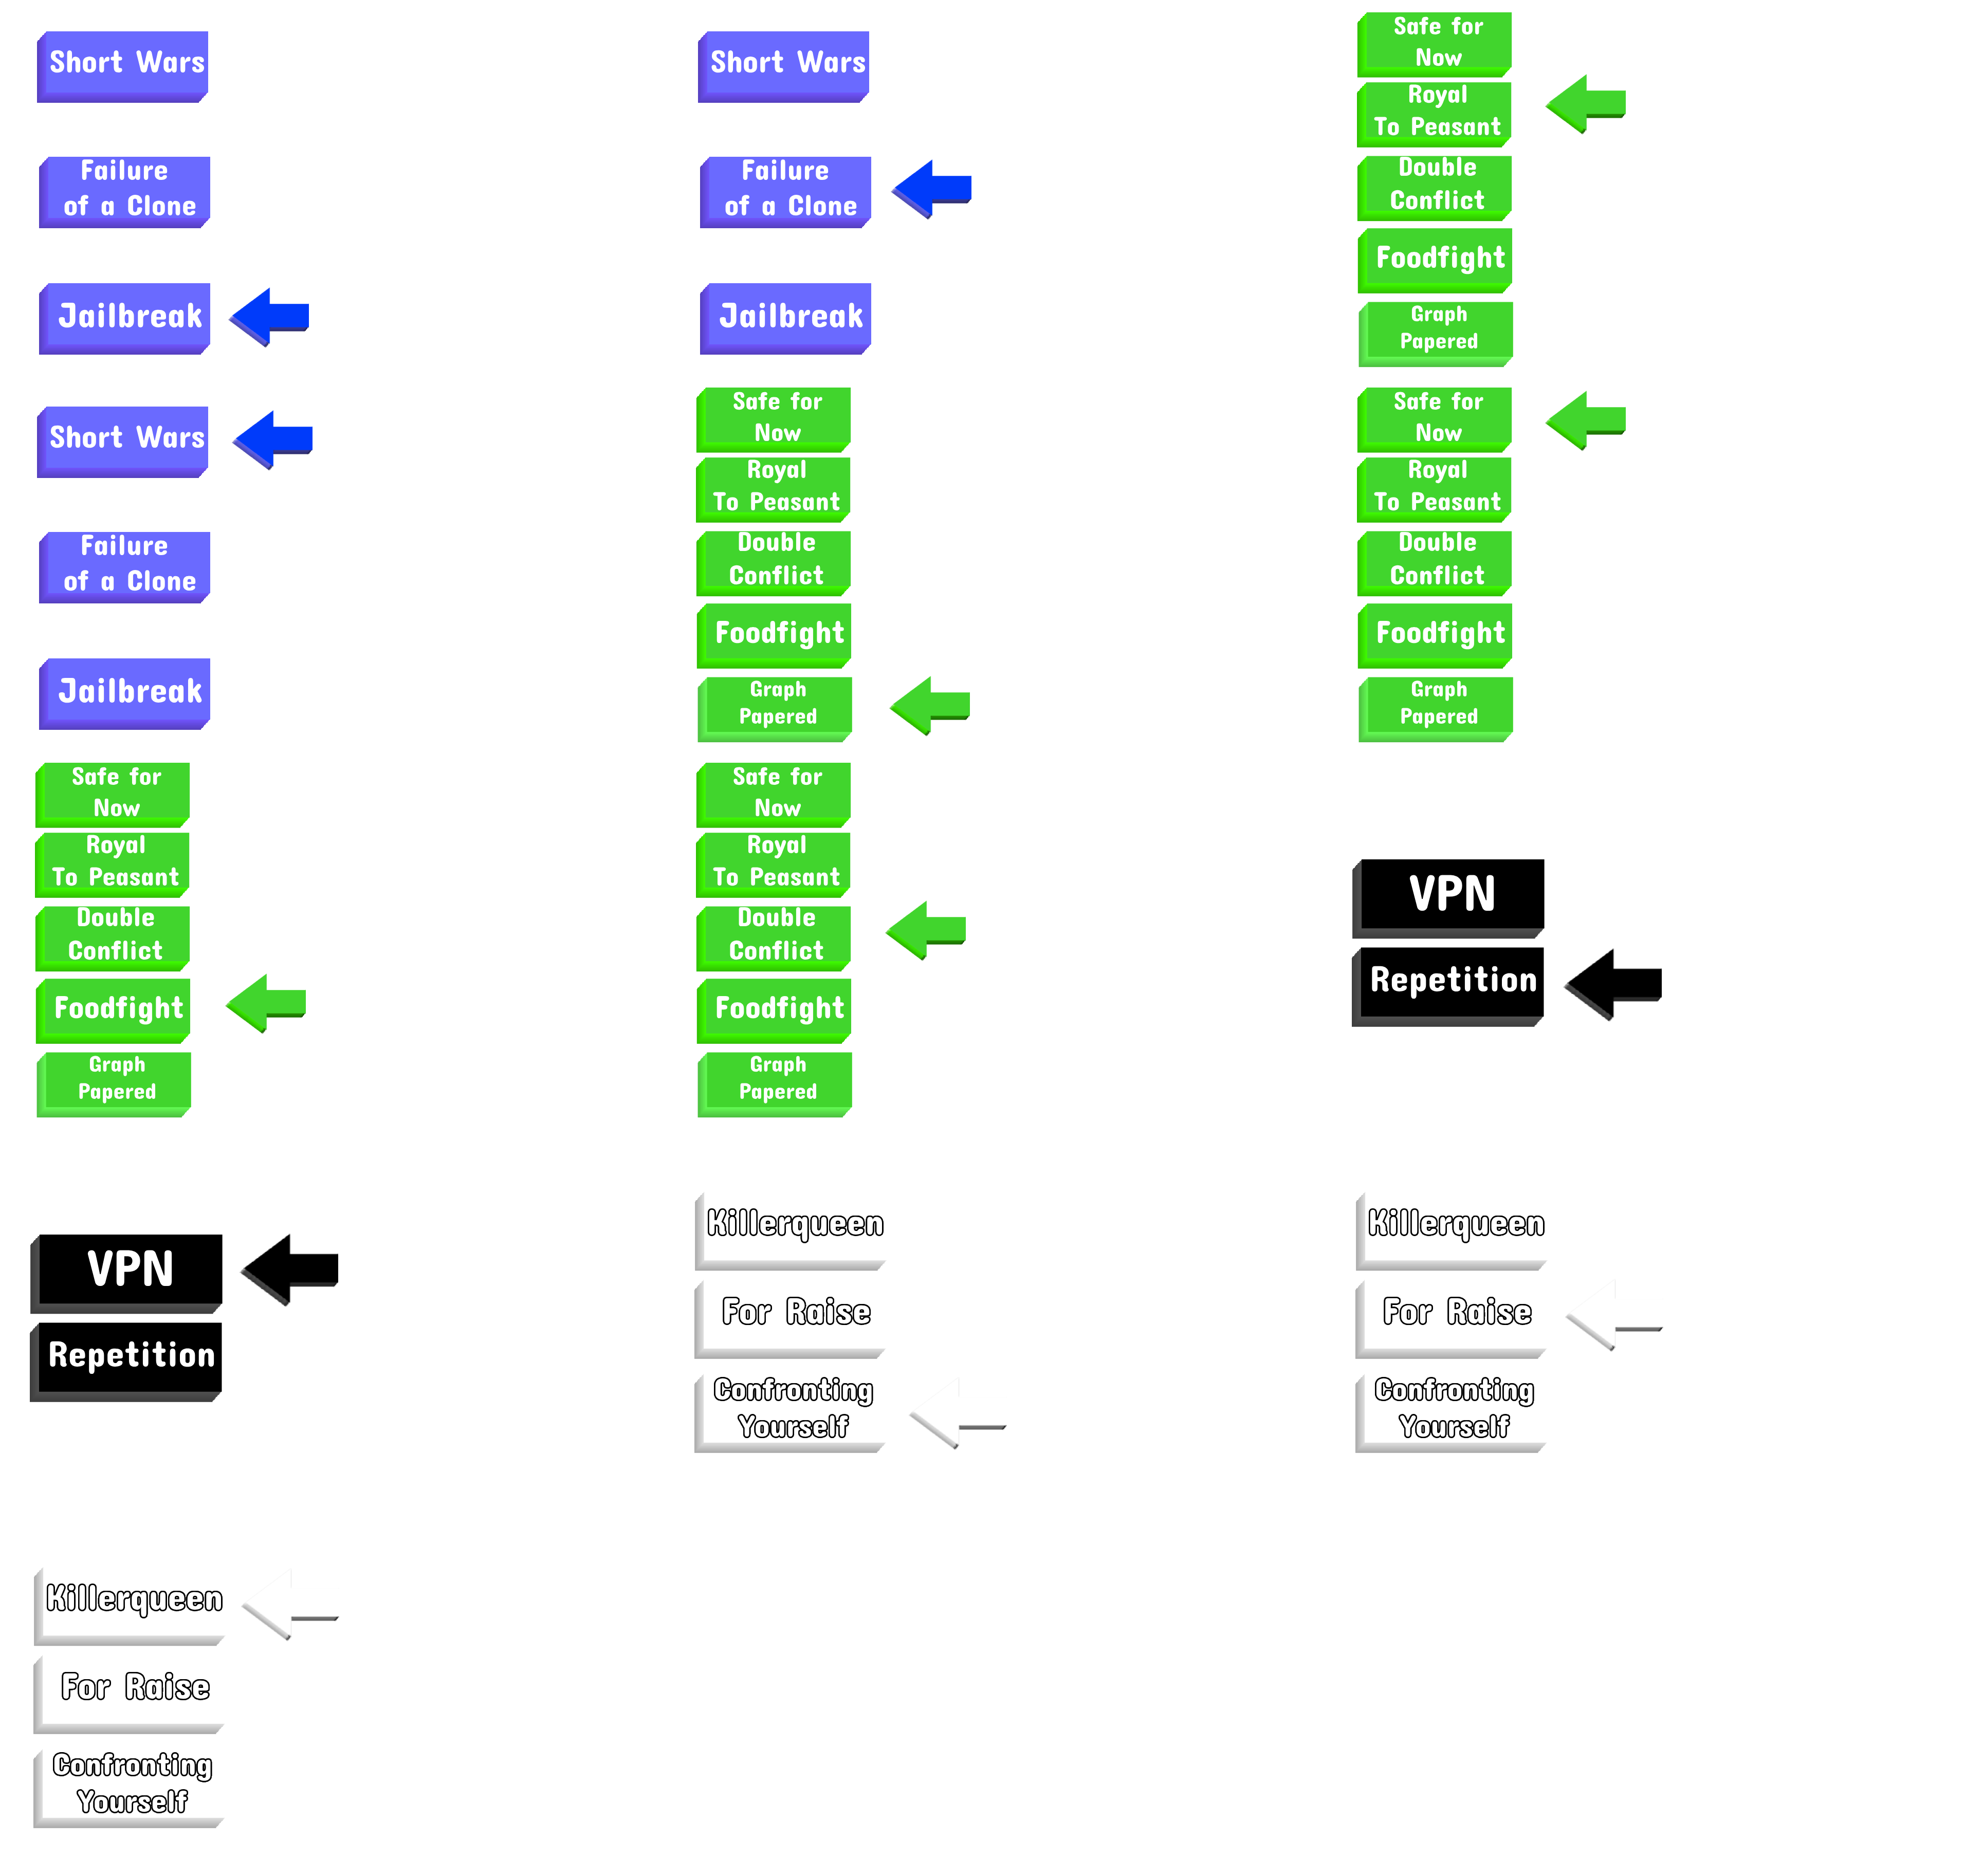 Short Wars
Failure
of a Clone
Jailbreak
Short Wars
Failure
of a Clone
Jailbreak
Safe for
Now
Royal
To Peasant
Double
Conflict
Foodfight
Graph
Papered
VPN
Repetition
Killerqueen
For Raise
Confronting
Yourself
Short Wars
Failure
of a Clone
Jailbreak
Safe for
Now
Royal
To Peasant
Double
Conflict
Foodfight
Graph
Papered
Safe for
Now
Royal
To Peasant
Double
Conflict
Foodfight
Graph
Papered
Killerqueen
For Raise
Confronting
Yourself
Safe for
Now
Royal
To Peasant
Double
Conflict
Foodfight
Graph
Papered
Safe for
Now
Royal
To Peasant
Double
Conflict
Foodfight
Graph
Papered
VPN
Repetition
Killerqueen
For Raise
Confronting
Yourself